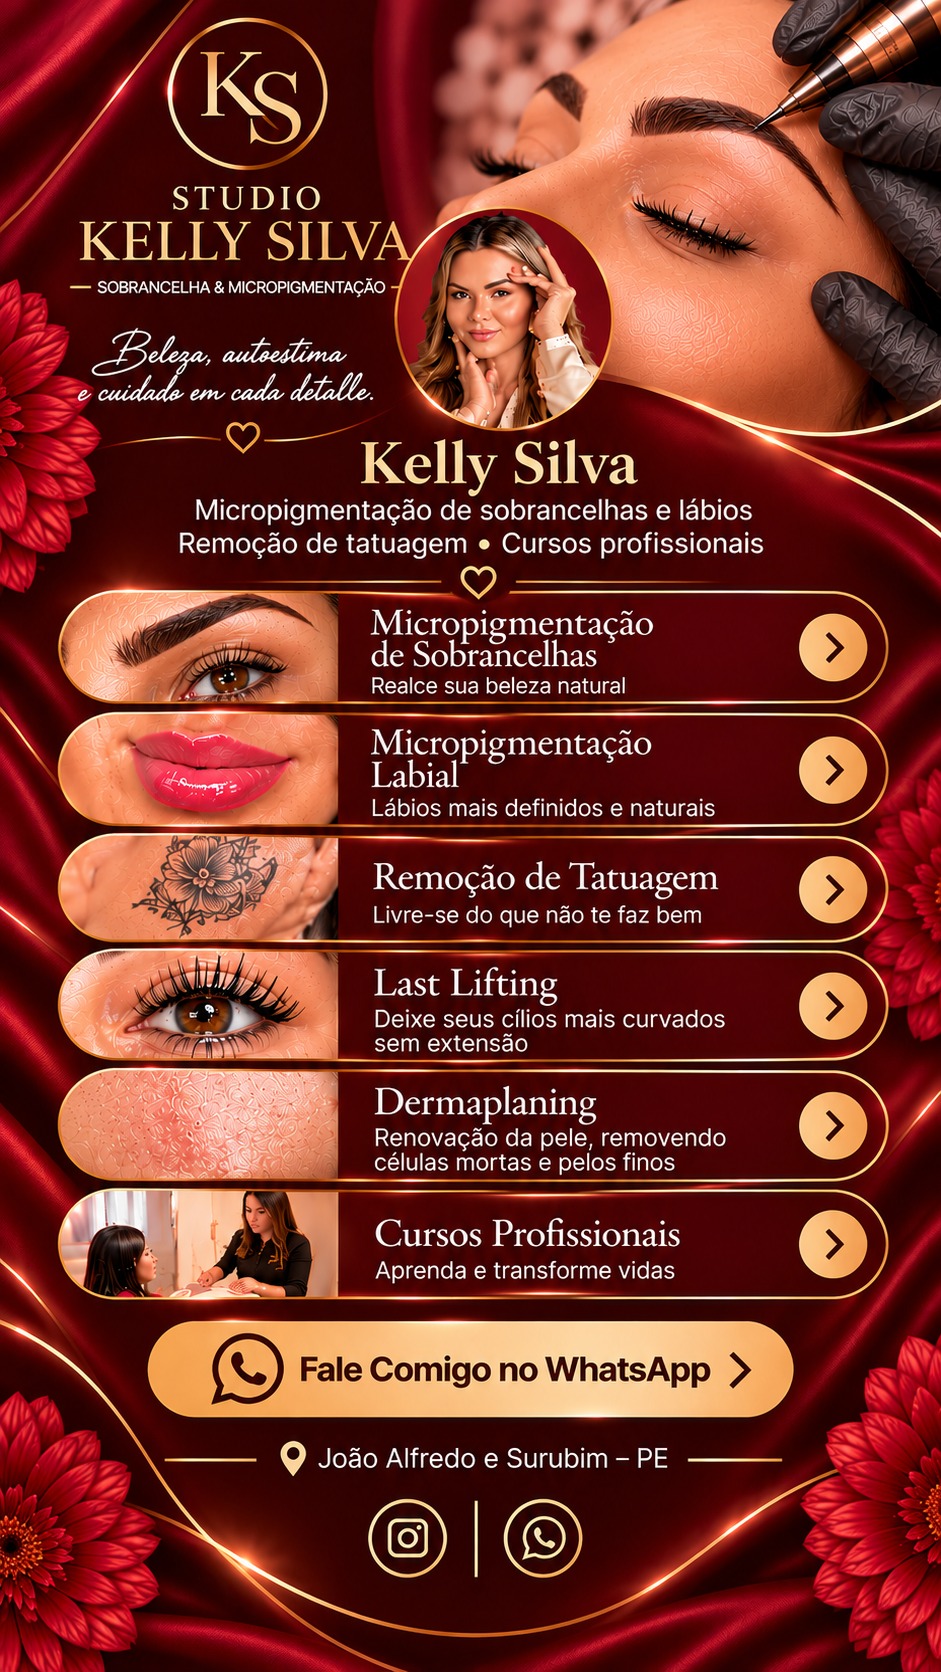 KS
STUDIO
KELLY SILVA
SOBRANCELHA & MICROPIGMENTAÇÃO
Beleza, autoestima
e cuidado em cada detalle.
Kelly Silva
Micropigmentação de sobrancelhas e lábios
Remoção de tatuagem • Cursos profissionais
Micropigmentação
de Sobrancelhas
Realce sua beleza natural
Micropigmentação
Labial
Lábios mais definidos e naturais
Remoção de Tatuagem
Livre-se do que não te faz bem
Last Lifting
Deixe seus cílios mais curvados
sem extensão
Dermaplaning
Renovação da pele, removendo
células mortas e pelos finos
Cursos Profissionais
Aprenda e transforme vidas
Fale Comigo no WhatsApp
João Alfredo e Surubim – PE